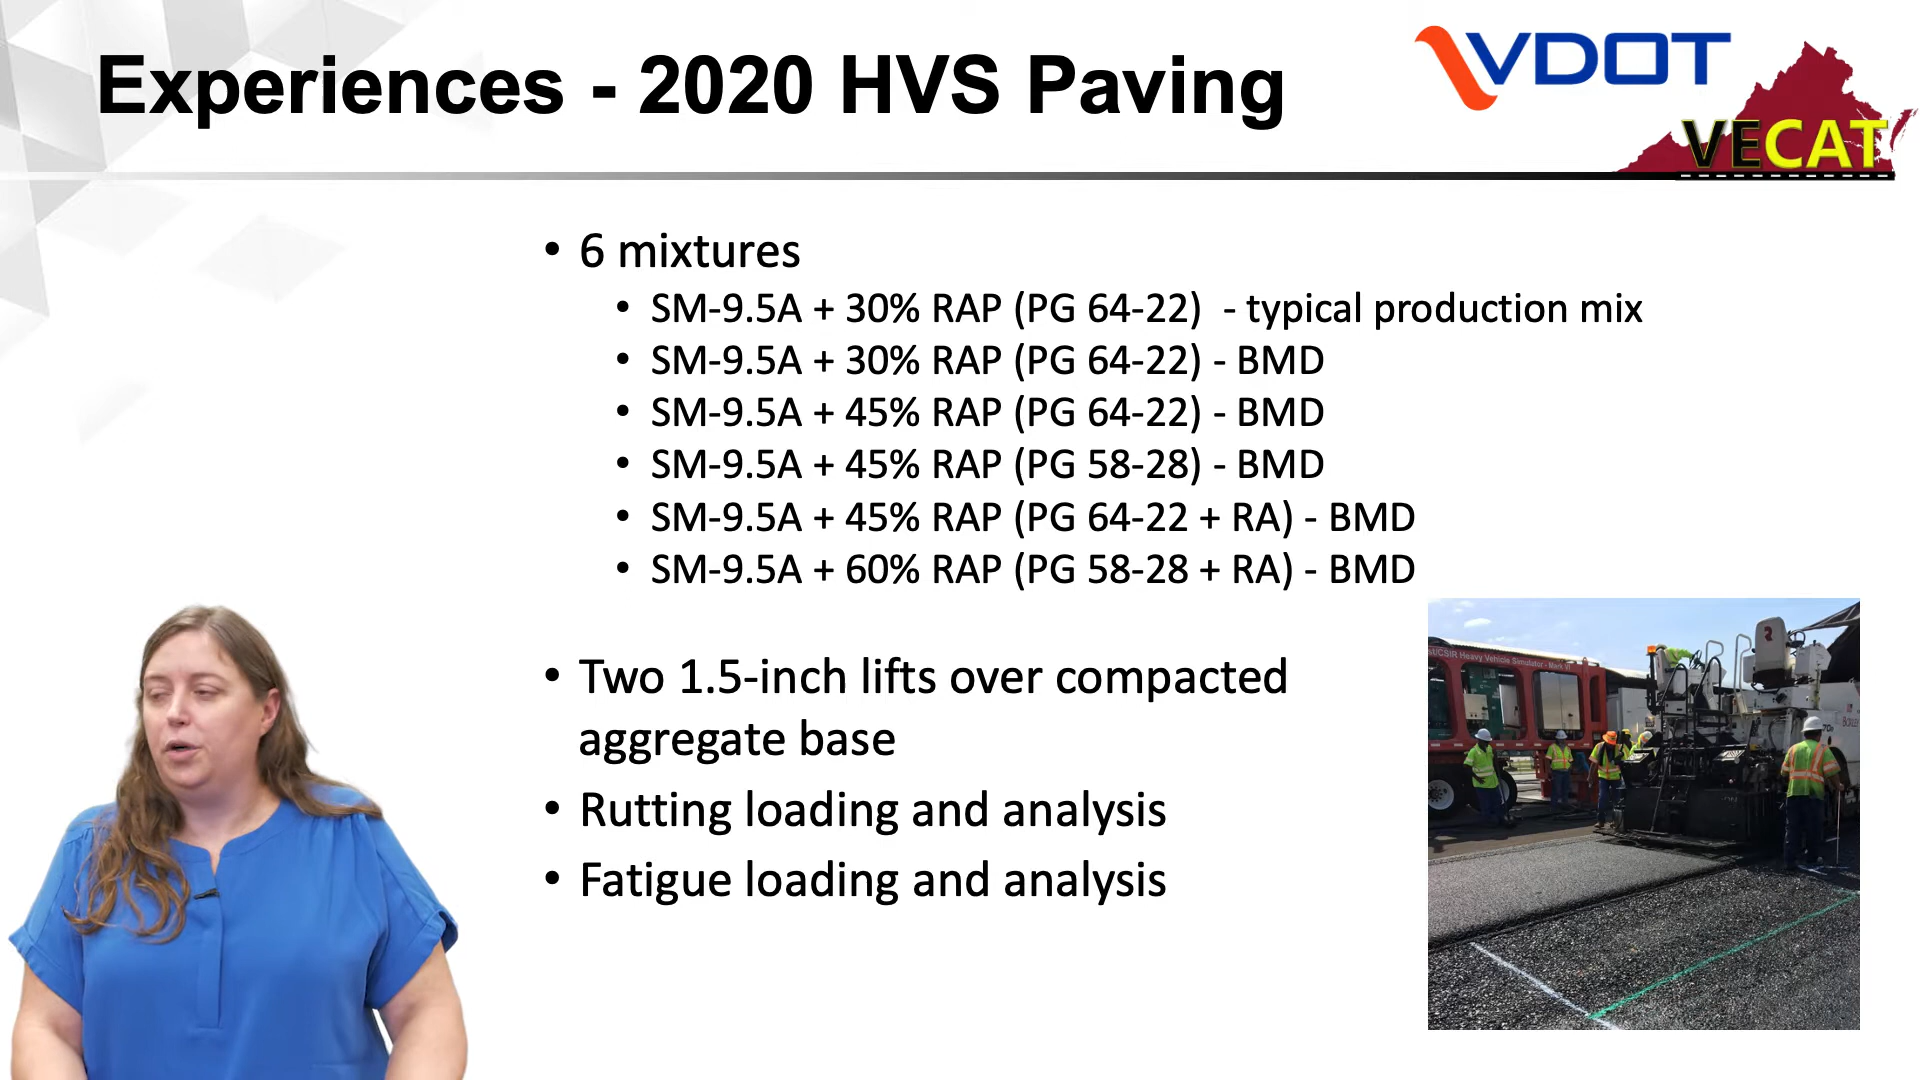 Experiences - 2020 HVS Paving
VDOT
VECAT
• 6 mixtures
• SM-9.5A + 30% RAP (PG 64-22) - typical production mix
• SM-9.5A + 30% RAP (PG 64-22) - BMD
• SM-9.5A + 45% RAP (PG 64-22) - BMD
• SM-9.5A + 45% RAP (PG 58-28) - BMD
• SM-9.5A + 45% RAP (PG 64-22 + RA) - BMD
• SM-9.5A + 60% RAP (PG 58-28 + RA) - BMD
• Two 1.5-inch lifts over compacted
aggregate base
• Rutting loading and analysis
• Fatigue loading and analysis
CSIR Heavy Vehicle Simulator - Mark VI